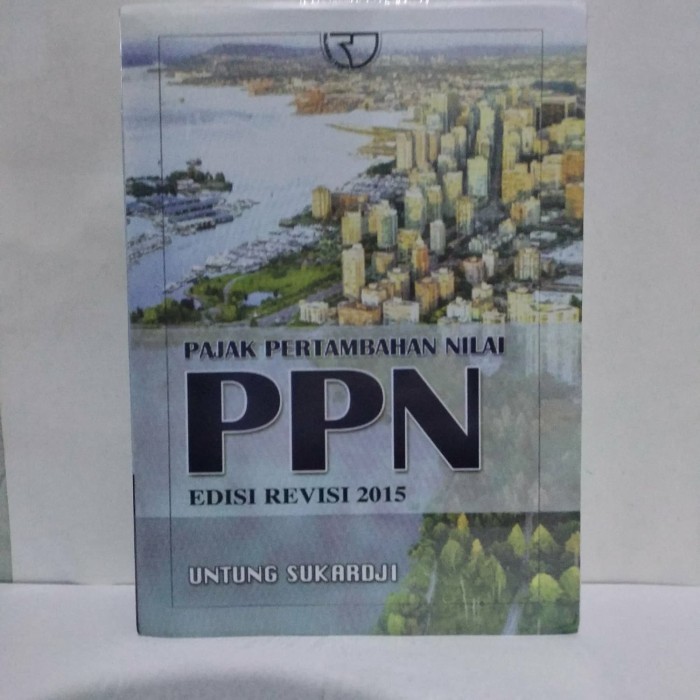 PAJAK PERTAMBAHAN NILAI
PPN
EDISI REVISI 2015
UNTUNG SUKARDJI